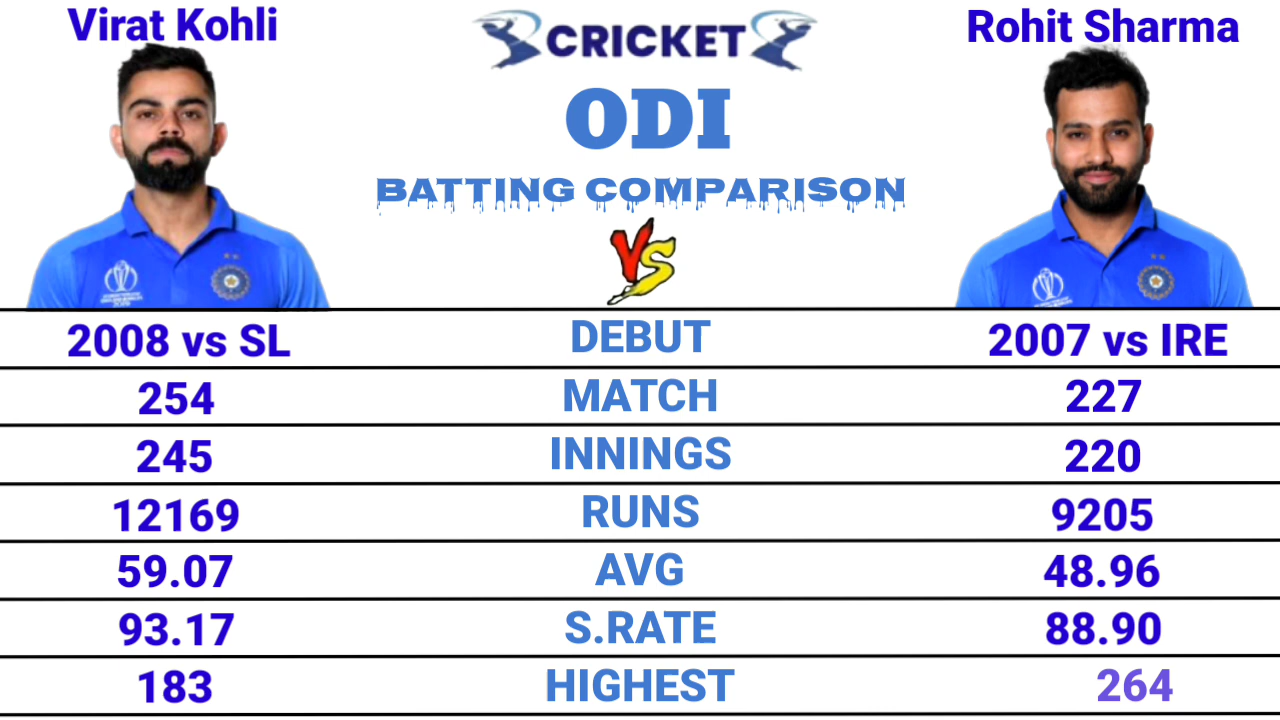 Virat Kohli
CRICKET
Rohit Sharma
ODI
BATTING COMPARISON
VS
2008 vs SL DEBUT 2007 vs IRE
254 MATCH 227
245 INNINGS 220
12169 RUNS 9205
59.07 AVG 48.96
93.17 S.RATE 88.90
183 HIGHEST 264